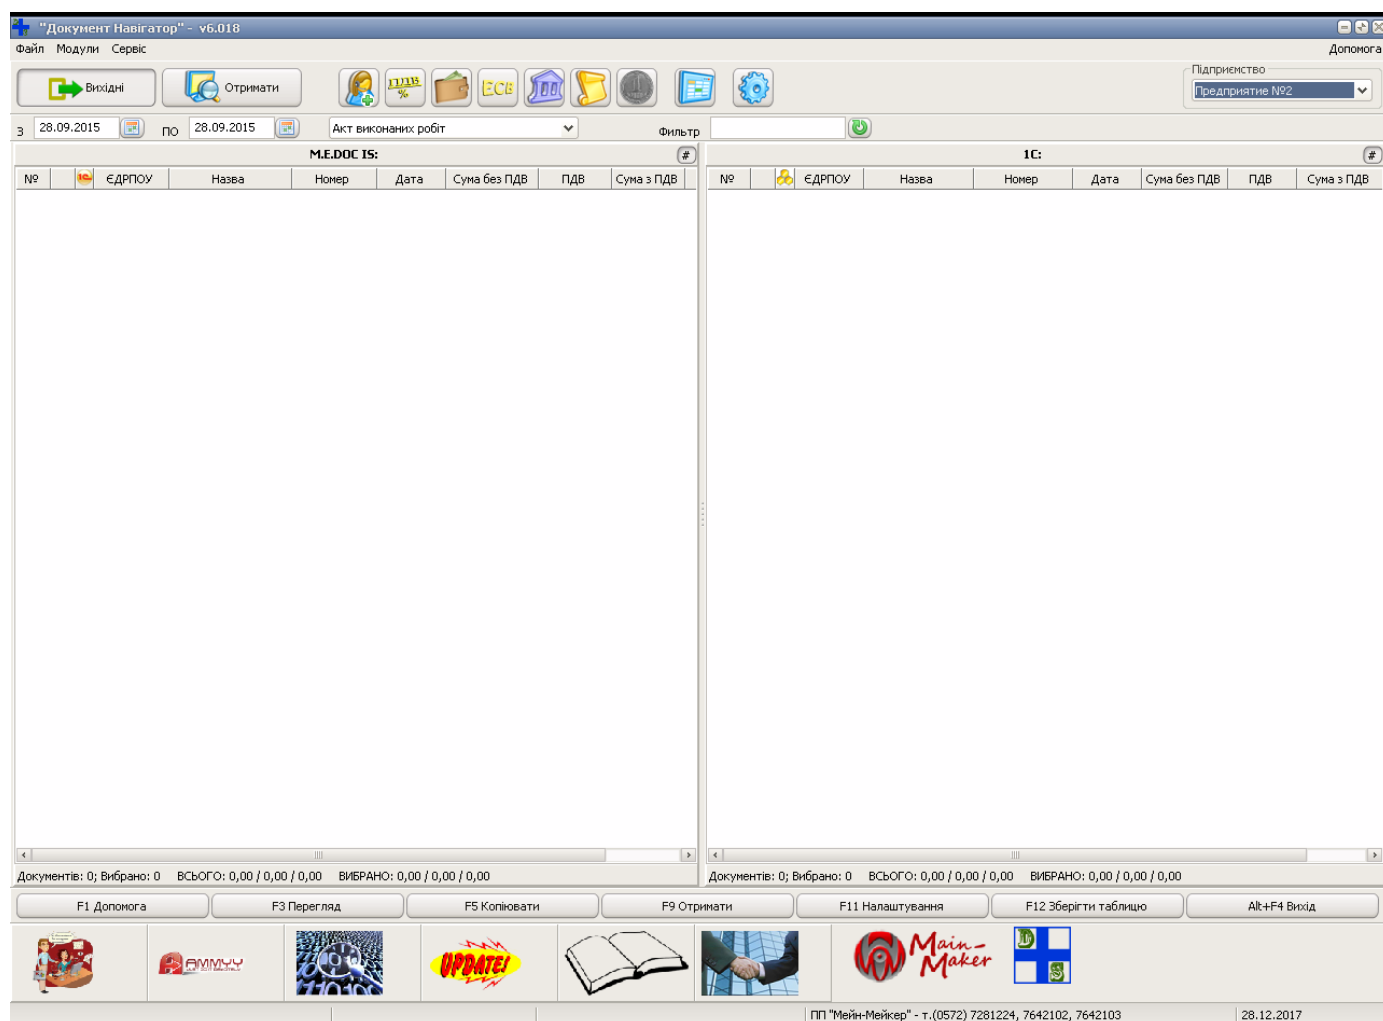 "Документ Навігатор" - v6.018
Файл Модулі Сервіс Допомога
Вихідні Отримати ЕСВ Підприємство
Предприятие №2
З 28.09.2015 ПО 28.09.2015 Акт виконаних робіт Фильтр
M.E.DOC IS: # 1С: #
№ 1С ЄДРПОУ Назва Номер Дата Сума без ПДВ ПДВ Сума з ПДВ № ЄДРПОУ Назва Номер Дата Сума без ПДВ ПДВ Сума з ПДВ
Документів: 0; Вибрано: 0 ВСЬОГО: 0,00 / 0,00 / 0,00 ВИБРАНО: 0,00 / 0,00 / 0,00 Документів: 0; Вибрано: 0 ВСЬОГО: 0,00 / 0,00 / 0,00 ВИБРАНО: 0,00 / 0,00 / 0,00
F1 Допомога F3 Перегляд F5 Копіювати F9 Отримати F11 Налаштування F12 Зберігти таблицю Alt+F4 Вихід
AMMYY UPDATE! Main-Maker D S
ПП "Мейн-Мейкер" - т.(0572) 7281224, 7642102, 7642103 28.12.2017